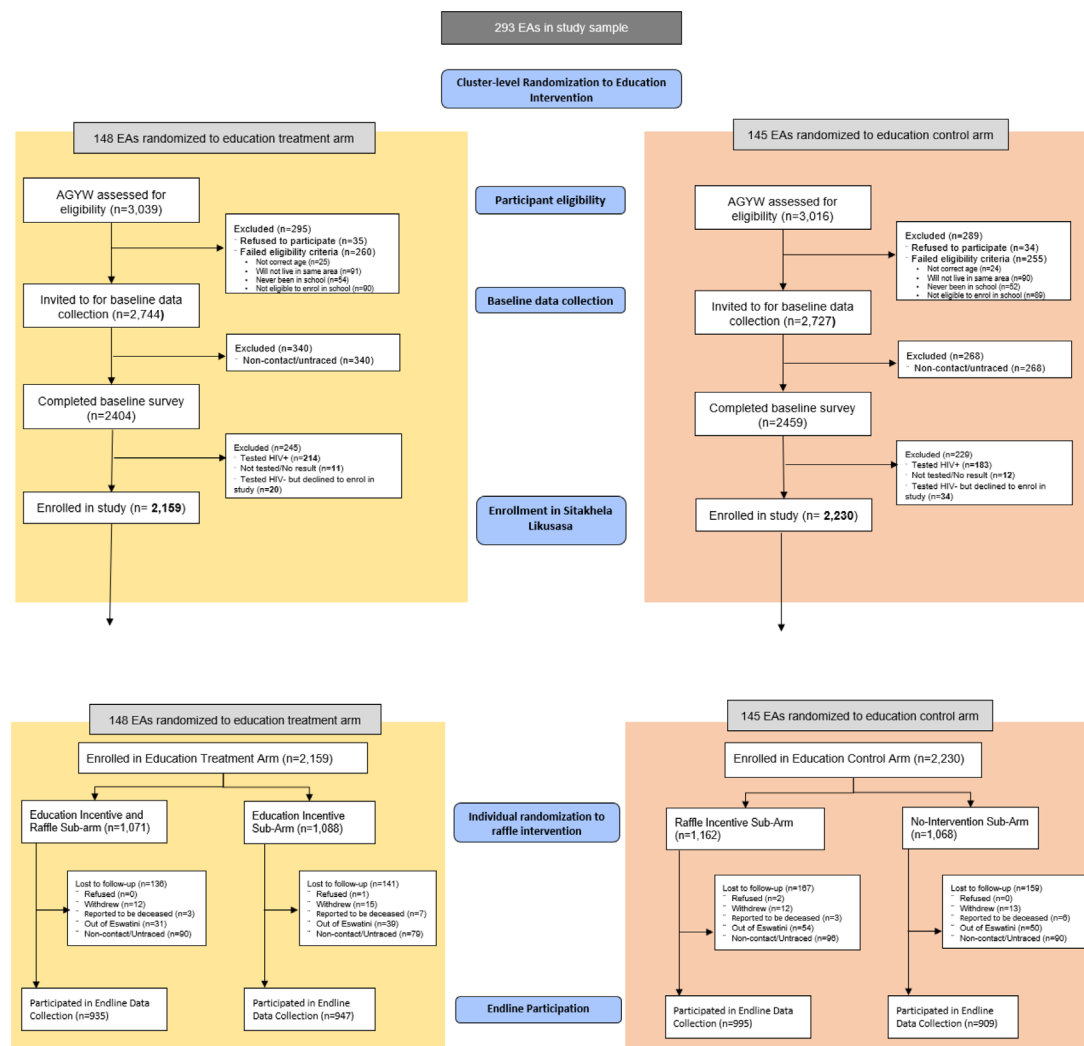 293 EAs in study sample
Cluster-level Randomization to Education
Intervention
148 EAs randomized to education treatment arm
145 EAs randomized to education control arm
AGYW assessed for
eligibility (n=3,039)
Participant eligibility
AGYW assessed for
eligibility (n=3,016)
Excluded (n=295)
- Refused to participate (n=35)
- Failed eligibility criteria (n=260)
• Not correct age (n=25)
• Will not live in same area (n=91)
• Never been in school (n=54)
• Not eligible to enrol in school (n=90)
Excluded (n=289)
- Refused to participate (n=34)
- Failed eligibility criteria (n=255)
• Not correct age (n=24)
• Will not live in same area (n=90)
• Never been in school (n=52)
• Not eligible to enrol in school (n=89)
Invited to for baseline data
collection (n=2,744)
Baseline data collection
Invited to for baseline data
collection (n=2,727)
Excluded (n=340)
- Non-contact/untraced (n=340)
Excluded (n=268)
- Non-contact/untraced (n=268)
Completed baseline survey
(n=2404)
Completed baseline survey
(n=2459)
Excluded (n=245)
- Tested HIV+ (n=214)
- Not tested/No result (n=11)
- Tested HIV- but declined to enrol in
study (n=20)
Excluded (n=229)
- Tested HIV+ (n=183)
- Not tested/No result (n=12)
- Tested HIV- but declined to enrol in
study (n=34)
Enrolled in study (n= 2,159)
Enrollment in Sitakhela
Likusasa
Enrolled in study (n= 2,230)
148 EAs randomized to education treatment arm
145 EAs randomized to education control arm
Enrolled in Education Treatment Arm (n=2,159)
Enrolled in Education Control Arm (n=2,230)
Education Incentive and
Raffle Sub-arm (n=1,071)
Education Incentive
Sub-Arm (n=1,088)
Individual randomization to
raffle intervention
Raffle Incentive Sub-Arm
(n=1,162)
No-Intervention Sub-Arm
(n=1,068)
Lost to follow-up (n=136)
- Refused (n=0)
- Withdrew (n=12)
- Reported to be deceased (n=3)
- Out of Eswatini (n=31)
- Non-contact/Untraced (n=90)
Lost to follow-up (n=141)
- Refused (n=1)
- Withdrew (n=15)
- Reported to be deceased (n=7)
- Out of Eswatini (n=39)
- Non-contact/Untraced (n=79)
Lost to follow-up (n=167)
- Refused (n=2)
- Withdrew (n=12)
- Reported to be deceased (n=3)
- Out of Eswatini (n=54)
- Non-contact/Untraced (n=96)
Lost to follow-up (n=159)
- Refused (n=0)
- Withdrew (n=13)
- Reported to be deceased (n=6)
- Out of Eswatini (n=50)
- Non-contact/Untraced (n=90)
Participated in Endline Data
Collection (n=935)
Participated in Endline
Data Collection (n=947)
Endline Participation
Participated in Endline Data
Collection (n=995)
Participated in Endline
Data Collection (n=909)